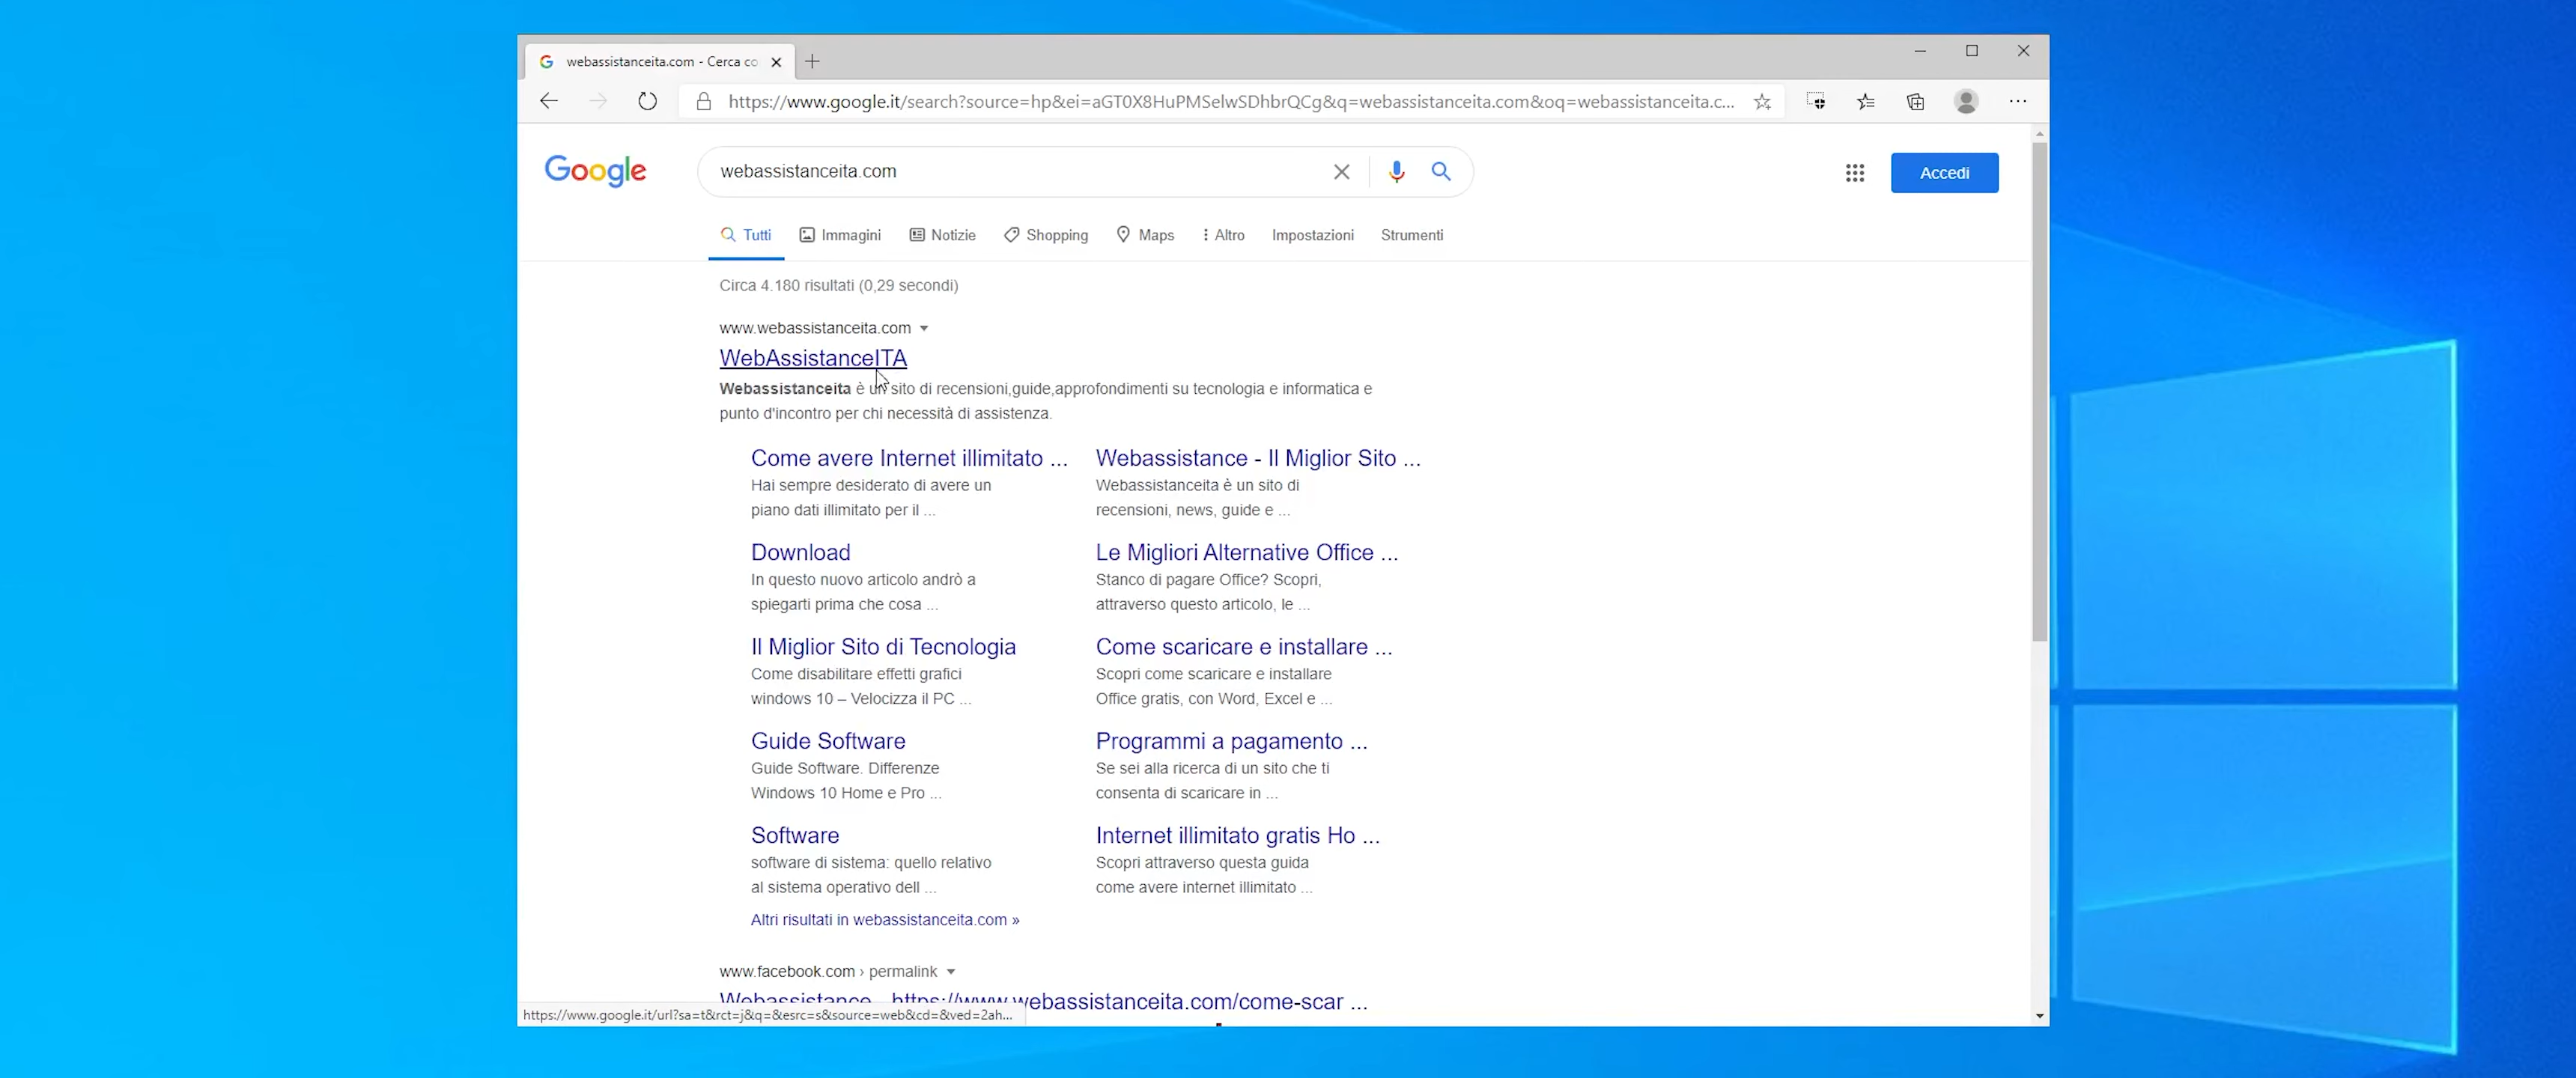 webassistanceita.com - Cerca co
https://www.google.it/search?source=hp&ei=aGT0X8HuPMSelwSDhbrQCg&q=webassistanceita.com&oq=webassistanceita.c...
Google
webassistanceita.com
Accedi
Tutti Immagini Notizie Shopping Maps Altro Impostazioni Strumenti
Circa 4.180 risultati (0,29 secondi)
www.webassistanceita.com
WebAssistanceITA
Webassistanceita è un sito di recensioni,guide,approfondimenti su tecnologia e informatica e
punto d'incontro per chi necessità di assistenza.
Come avere Internet illimitato ...
Hai sempre desiderato di avere un
piano dati illimitato per il ...
Webassistance - Il Miglior Sito ...
Webassistanceita è un sito di
recensioni, news, guide e ...
Download
In questo nuovo articolo andrò a
spiegarti prima che cosa ...
Le Migliori Alternative Office ...
Stanco di pagare Office? Scopri,
attraverso questo articolo, le ...
Il Miglior Sito di Tecnologia
Come disabilitare effetti grafici
windows 10 – Velocizza il PC ...
Come scaricare e installare ...
Scopri come scaricare e installare
Office gratis, con Word, Excel e ...
Guide Software
Guide Software. Differenze
Windows 10 Home e Pro ...
Programmi a pagamento ...
Se sei alla ricerca di un sito che ti
consenta di scaricare in ...
Software
software di sistema: quello relativo
al sistema operativo dell ...
Internet illimitato gratis Ho ...
Scopri attraverso questa guida
come avere internet illimitato ...
Altri risultati in webassistanceita.com »
www.facebook.com › permalink
Webassistance - https://www.webassistanceita.com/come-scar ...
https://www.google.it/url?sa=t&rct=j&q=&esrc=s&source=web&cd=&ved=2ah...